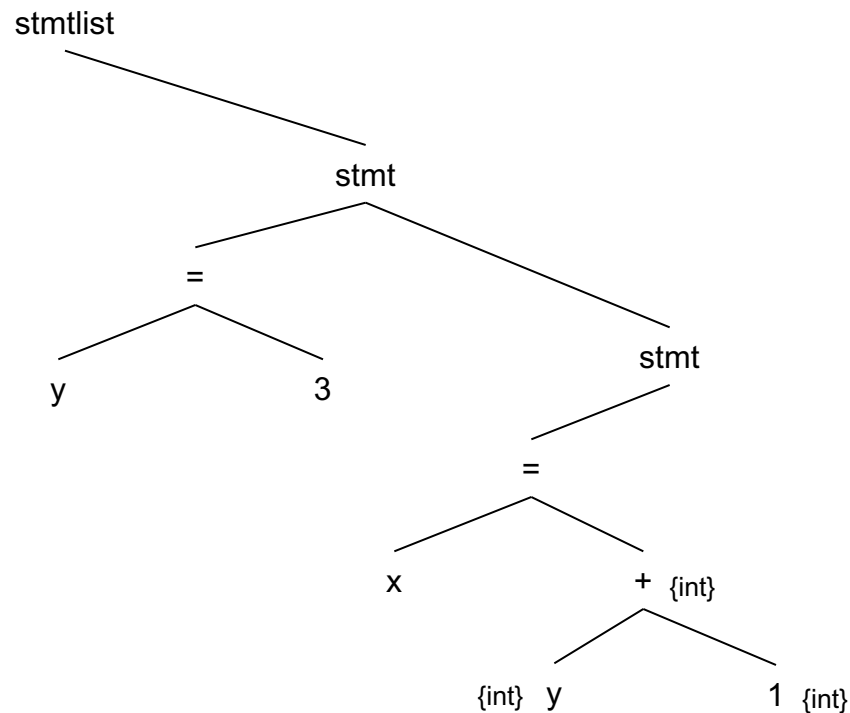 stmtlist
stmt
=
y 3
stmt
=
x + {int}
{int} y 1 {int}